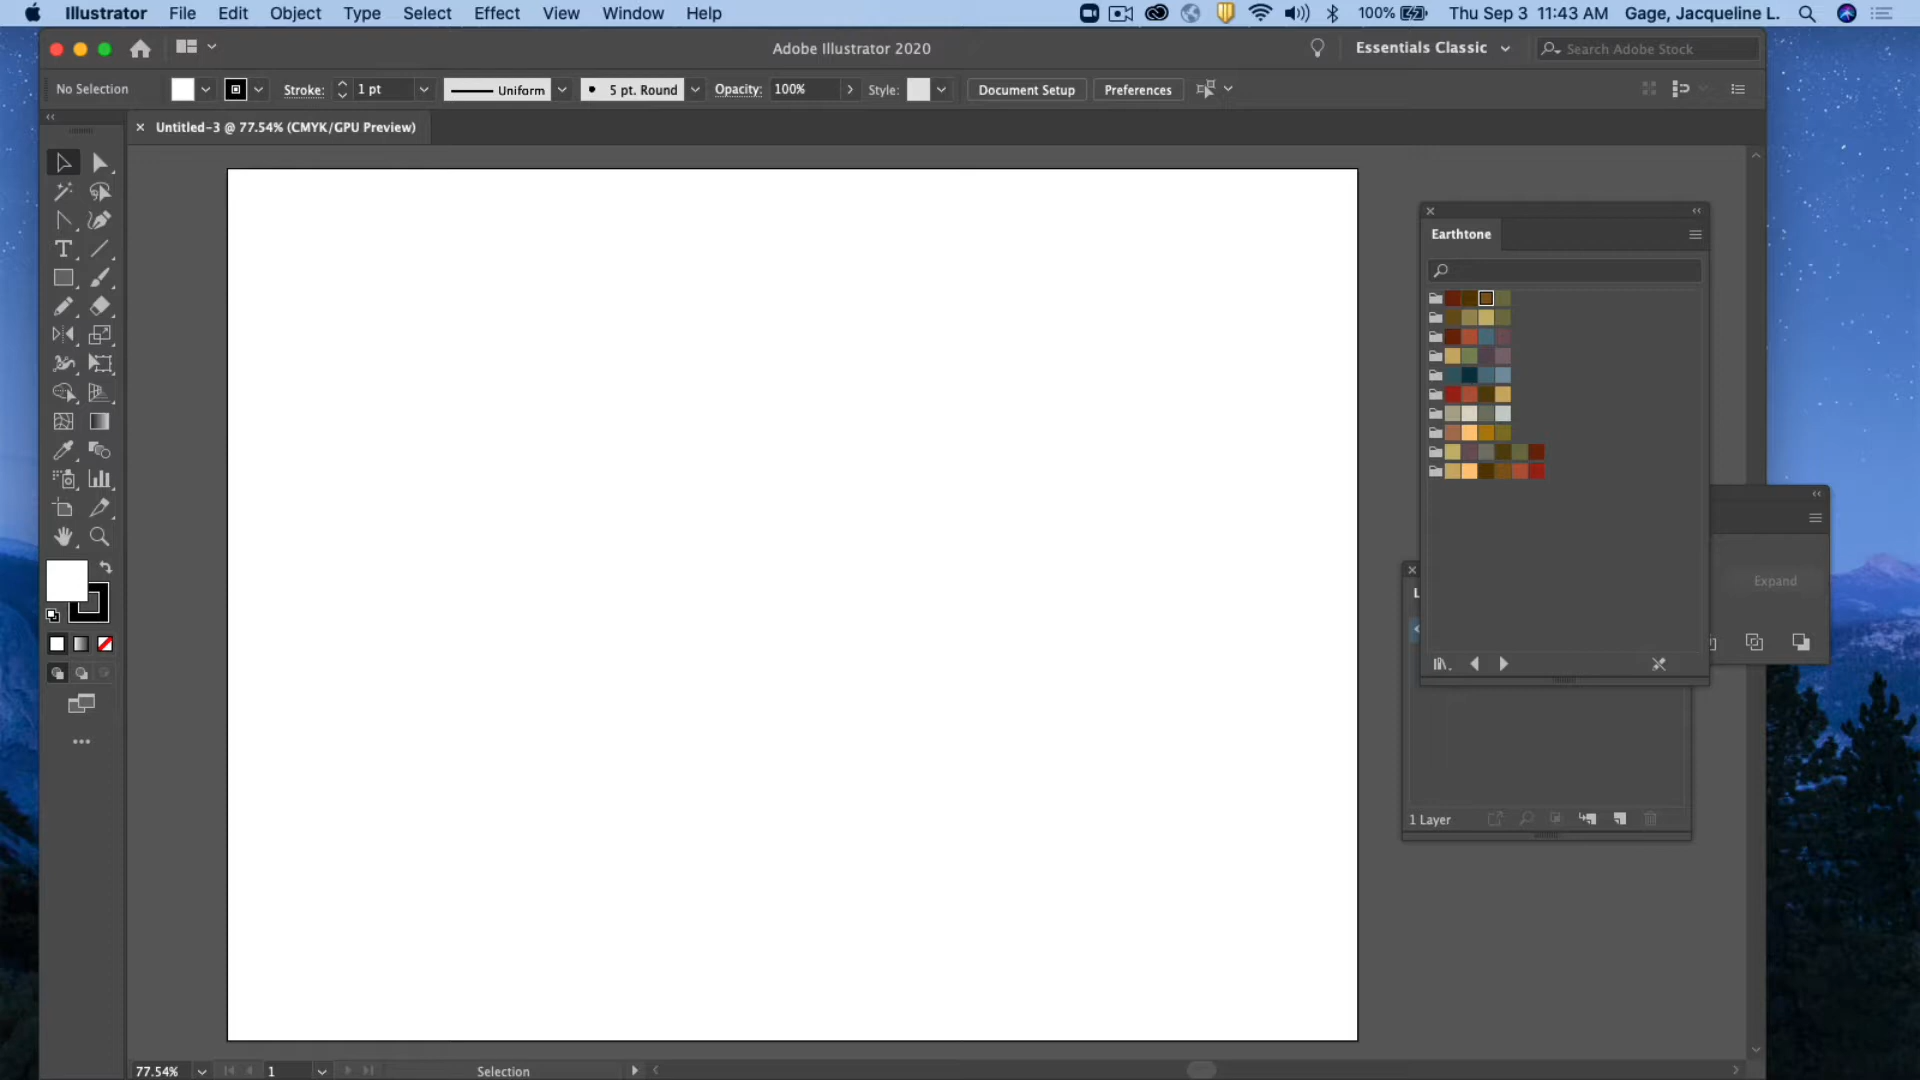 Illustrator File Edit Object Type Select Effect View Window Help 100% Thu Sep 3 11:43 AM Gage, Jacqueline L.
Adobe Illustrator 2020 Essentials Classic Search Adobe Stock
No Selection Stroke: 1 pt Uniform 5 pt. Round Opacity: 100% Style: Document Setup Preferences
Untitled-3 @ 77.54% (CMYK/GPU Preview)
Earthtone
Expand
L
1 Layer
77.54% 1 Selection